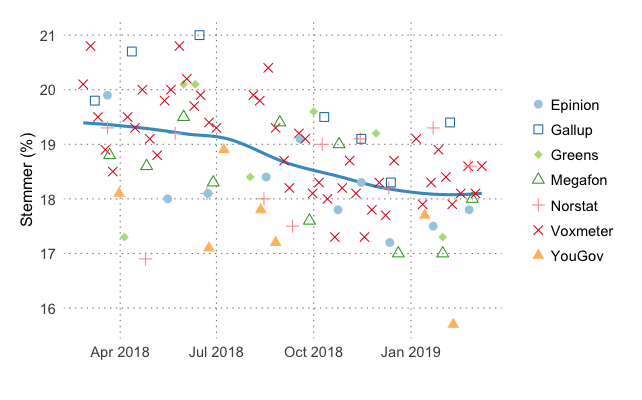 21
20
19
18
17
16
Stemmer (%)
Apr 2018
Jul 2018
Oct 2018
Jan 2019
Epinion
Gallup
Greens
Megafon
Norstat
Voxmeter
YouGov